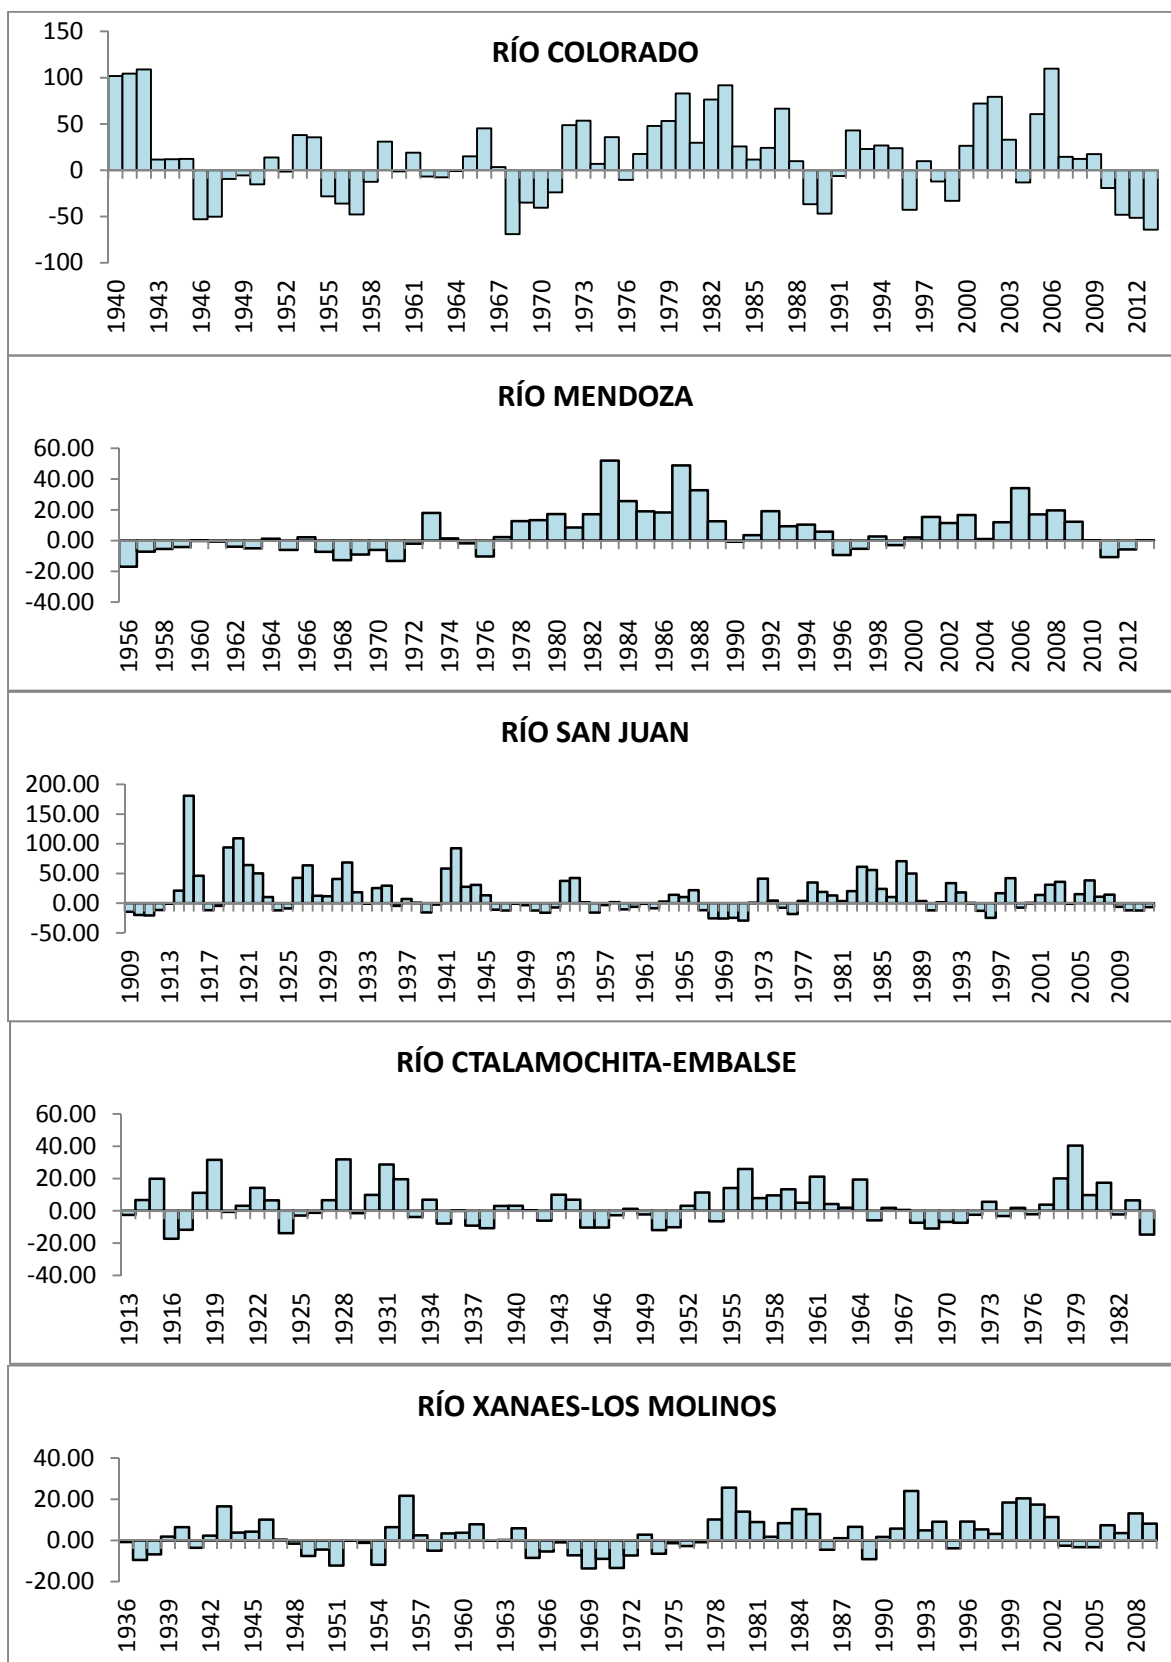 RÍO COLORADO
150
100
50
0
-50
-100
1940 1943 1946 1949 1952 1955 1958 1961 1964 1967 1970 1973 1976 1979 1982 1985 1988 1991 1994 1997 2000 2003 2006 2009 2012
RÍO MENDOZA
60.00
40.00
20.00
0.00
-20.00
-40.00
1956 1958 1960 1962 1964 1966 1968 1970 1972 1974 1976 1978 1980 1982 1984 1986 1988 1990 1992 1994 1996 1998 2000 2002 2004 2006 2008 2010 2012
RÍO SAN JUAN
200.00
150.00
100.00
50.00
0.00
-50.00
1909 1913 1917 1921 1925 1929 1933 1937 1941 1945 1949 1953 1957 1961 1965 1969 1973 1977 1981 1985 1989 1993 1997 2001 2005 2009
RÍO CTALAMOCHITA-EMBALSE
60.00
40.00
20.00
0.00
-20.00
-40.00
1913 1916 1919 1922 1925 1928 1931 1934 1937 1940 1943 1946 1949 1952 1955 1958 1961 1964 1967 1970 1973 1976 1979 1982
RÍO XANAES-LOS MOLINOS
40.00
20.00
0.00
-20.00
1936 1939 1942 1945 1948 1951 1954 1957 1960 1963 1966 1969 1972 1975 1978 1981 1984 1987 1990 1993 1996 1999 2002 2005 2008